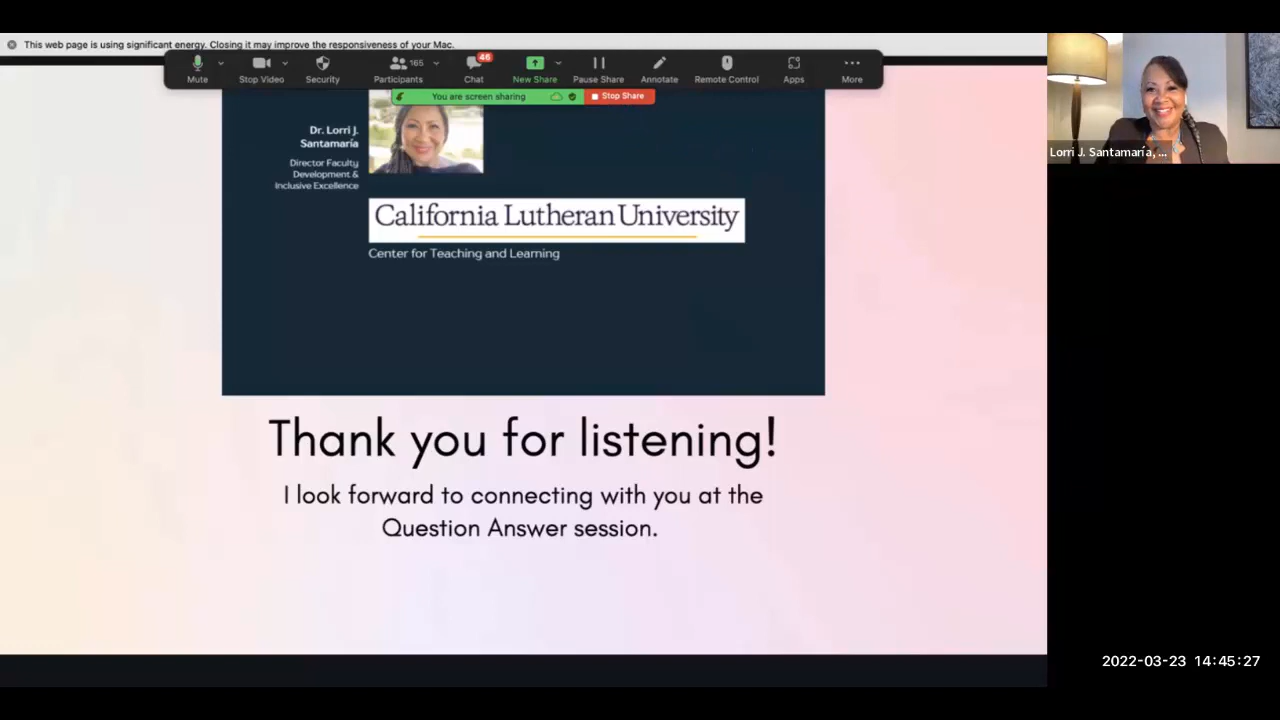 This web page is using significant energy. Closing it may improve the responsiveness of your Mac.
Mute
Stop Video
Security
Participants
165
Chat
46
New Share
Pause Share
Annotate
Remote Control
Apps
More
You are screen sharing
Stop Share
Lorri J. Santamaría, ...
Dr. Lorri J.
Santamaría
Director Faculty
Development &
Inclusive Excellence
California Lutheran University
Center for Teaching and Learning
Thank you for listening!
I look forward to connecting with you at the
Question Answer session.
2022-03-23 14:45:27